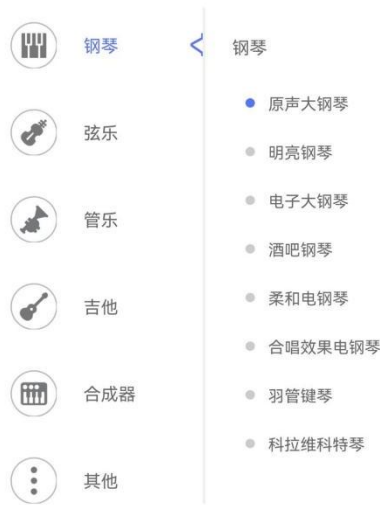 钢琴
弦乐
管乐
吉他
合成器
其他
钢琴
原声大钢琴
明亮钢琴
电子大钢琴
酒吧钢琴
柔和电钢琴
合唱效果电钢琴
羽管键琴
科拉维科特琴